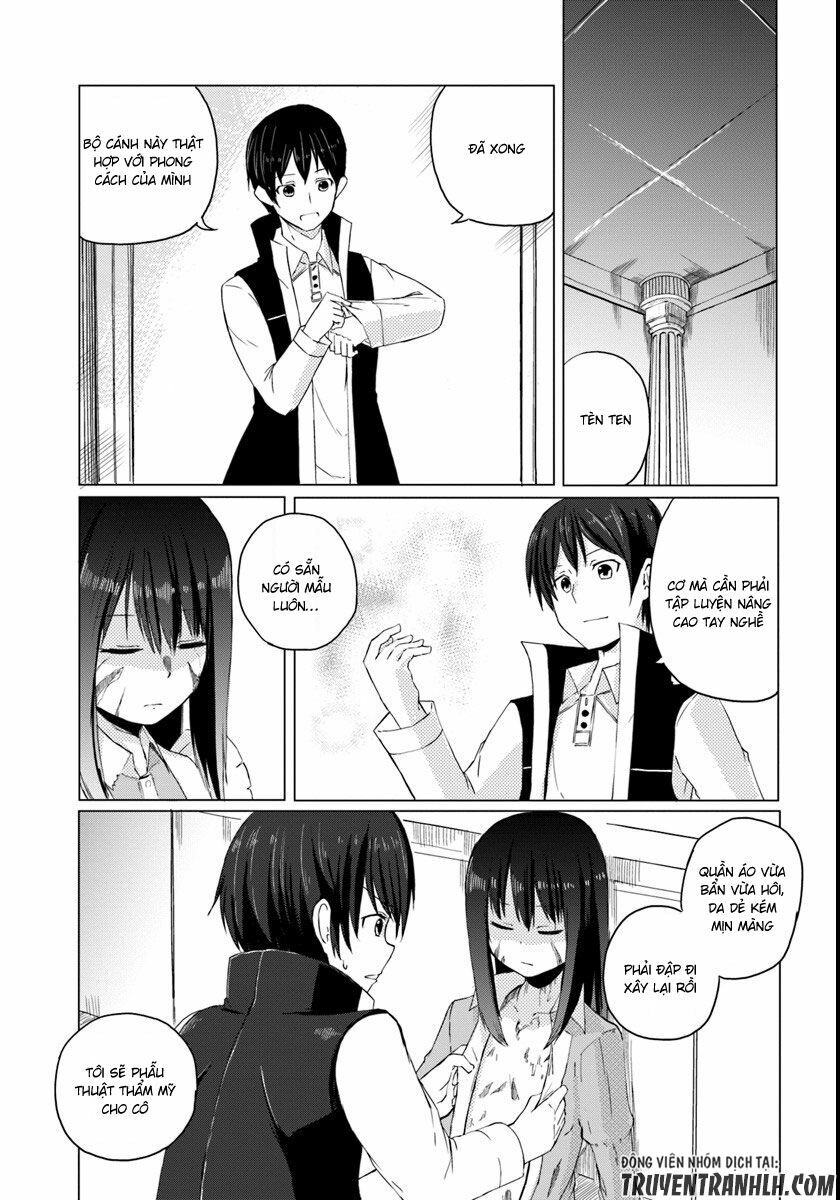 TÈN TEN
ĐÃ XONG
BỘ CÁNH NÀY THẬT
HỢP VỚI PHONG
CÁCH CỦA MÌNH
CƠ MÀ CẦN PHẢI
TẬP LUYỆN NÂNG
CAO TAY NGHỀ
CÓ SẴN
NGƯỜI MẪU
LUÔN...
QUẦN ÁO VỪA
BẨN VỪA HÔI,
DA DẺ KÉM
MỊN MÀNG
PHẢI ĐẬP ĐI
XÂY LẠI RỒI
TÔI SẼ PHẪU
THUẬT THẨM MỸ
CHO CÔ
ĐỘNG VIÊN NHÓM DỊCH TẠI:
TRUYENTRANHLH.COM